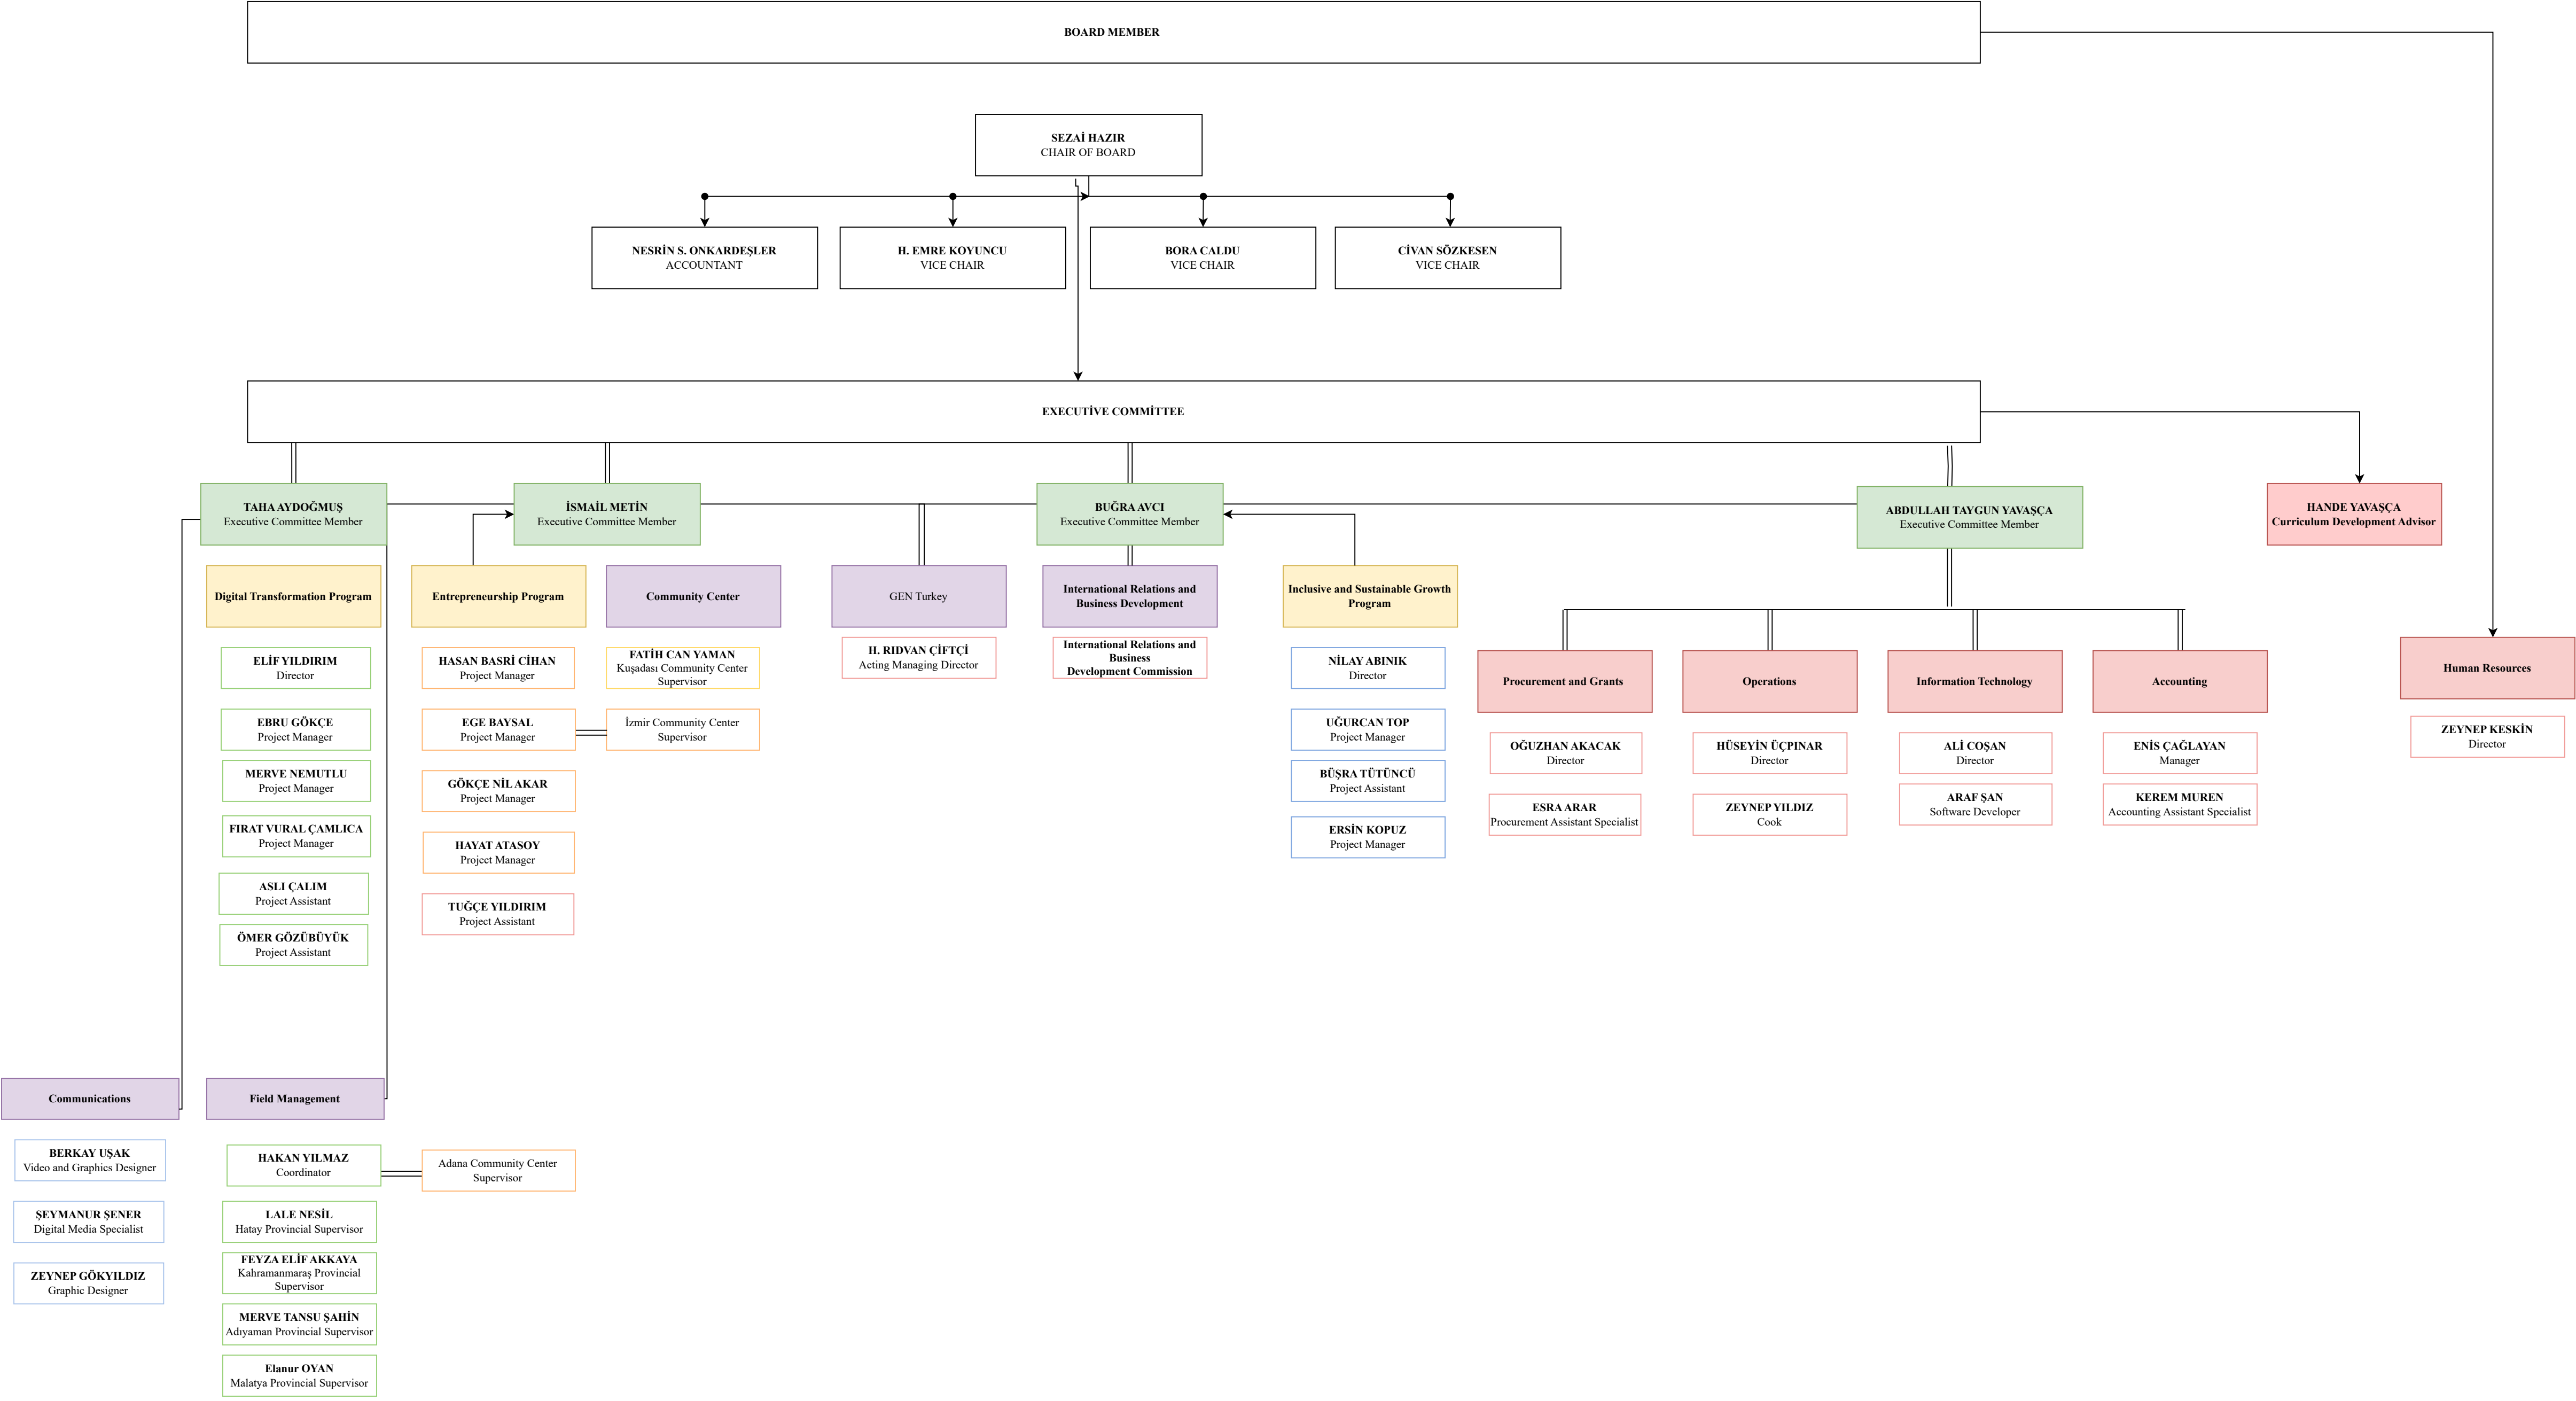 BOARD MEMBER
SEZAİ HAZIR
CHAIR OF BOARD
NESRİN S. ONKARDEŞLER
ACCOUNTANT
H. EMRE KOYUNCU
VICE CHAIR
BORA CALDU
VICE CHAIR
CİVAN SÖZKESEN
VICE CHAIR
EXECUTİVE COMMİTTEE
TAHA AYDOĞMUŞ
Executive Committee Member
İSMAİL METİN
Executive Committee Member
BUĞRA AVCI
Executive Committee Member
ABDULLAH TAYGUN YAVAŞÇA
Executive Committee Member
HANDE YAVAŞÇA
Curriculum Development Advisor
Digital Transformation Program
Entrepreneurship Program
Community Center
GEN Turkey
International Relations and
Business Development
Inclusive and Sustainable Growth
Program
ELİF YILDIRIM
Director
EBRU GÖKÇE
Project Manager
MERVE NEMUTLU
Project Manager
FIRAT VURAL ÇAMLICA
Project Manager
ASLI ÇALIM
Project Assistant
ÖMER GÖZÜBÜYÜK
Project Assistant
HASAN BASRİ CİHAN
Project Manager
EGE BAYSAL
Project Manager
GÖKÇE NİL AKAR
Project Manager
HAYAT ATASOY
Project Manager
TUĞÇE YILDIRIM
Project Assistant
FATİH CAN YAMAN
Kuşadası Community Center
Supervisor
İzmir Community Center
Supervisor
H. RIDVAN ÇİFTÇİ
Acting Managing Director
International Relations and
Business
Development Commission
NİLAY ABINIK
Director
UĞURCAN TOP
Project Manager
BÜŞRA TÜTÜNCÜ
Project Assistant
ERSİN KOPUZ
Project Manager
Procurement and Grants
Operations
Information Technology
Accounting
Human Resources
OĞUZHAN AKACAK
Director
ESRA ARAR
Procurement Assistant Specialist
HÜSEYİN ÜÇPINAR
Director
ZEYNEP YILDIZ
Cook
ALİ COŞAN
Director
ARAF ŞAN
Software Developer
ENİS ÇAĞLAYAN
Manager
KEREM MUREN
Accounting Assistant Specialist
ZEYNEP KESKİN
Director
Communications
Field Management
BERKAY UŞAK
Video and Graphics Designer
ŞEYMANUR ŞENER
Digital Media Specialist
ZEYNEP GÖKYILDIZ
Graphic Designer
HAKAN YILMAZ
Coordinator
Adana Community Center
Supervisor
LALE NESİL
Hatay Provincial Supervisor
FEYZA ELİF AKKAYA
Kahramanmaraş Provincial
Supervisor
MERVE TANSU ŞAHİN
Adıyaman Provincial Supervisor
Elanur OYAN
Malatya Provincial Supervisor